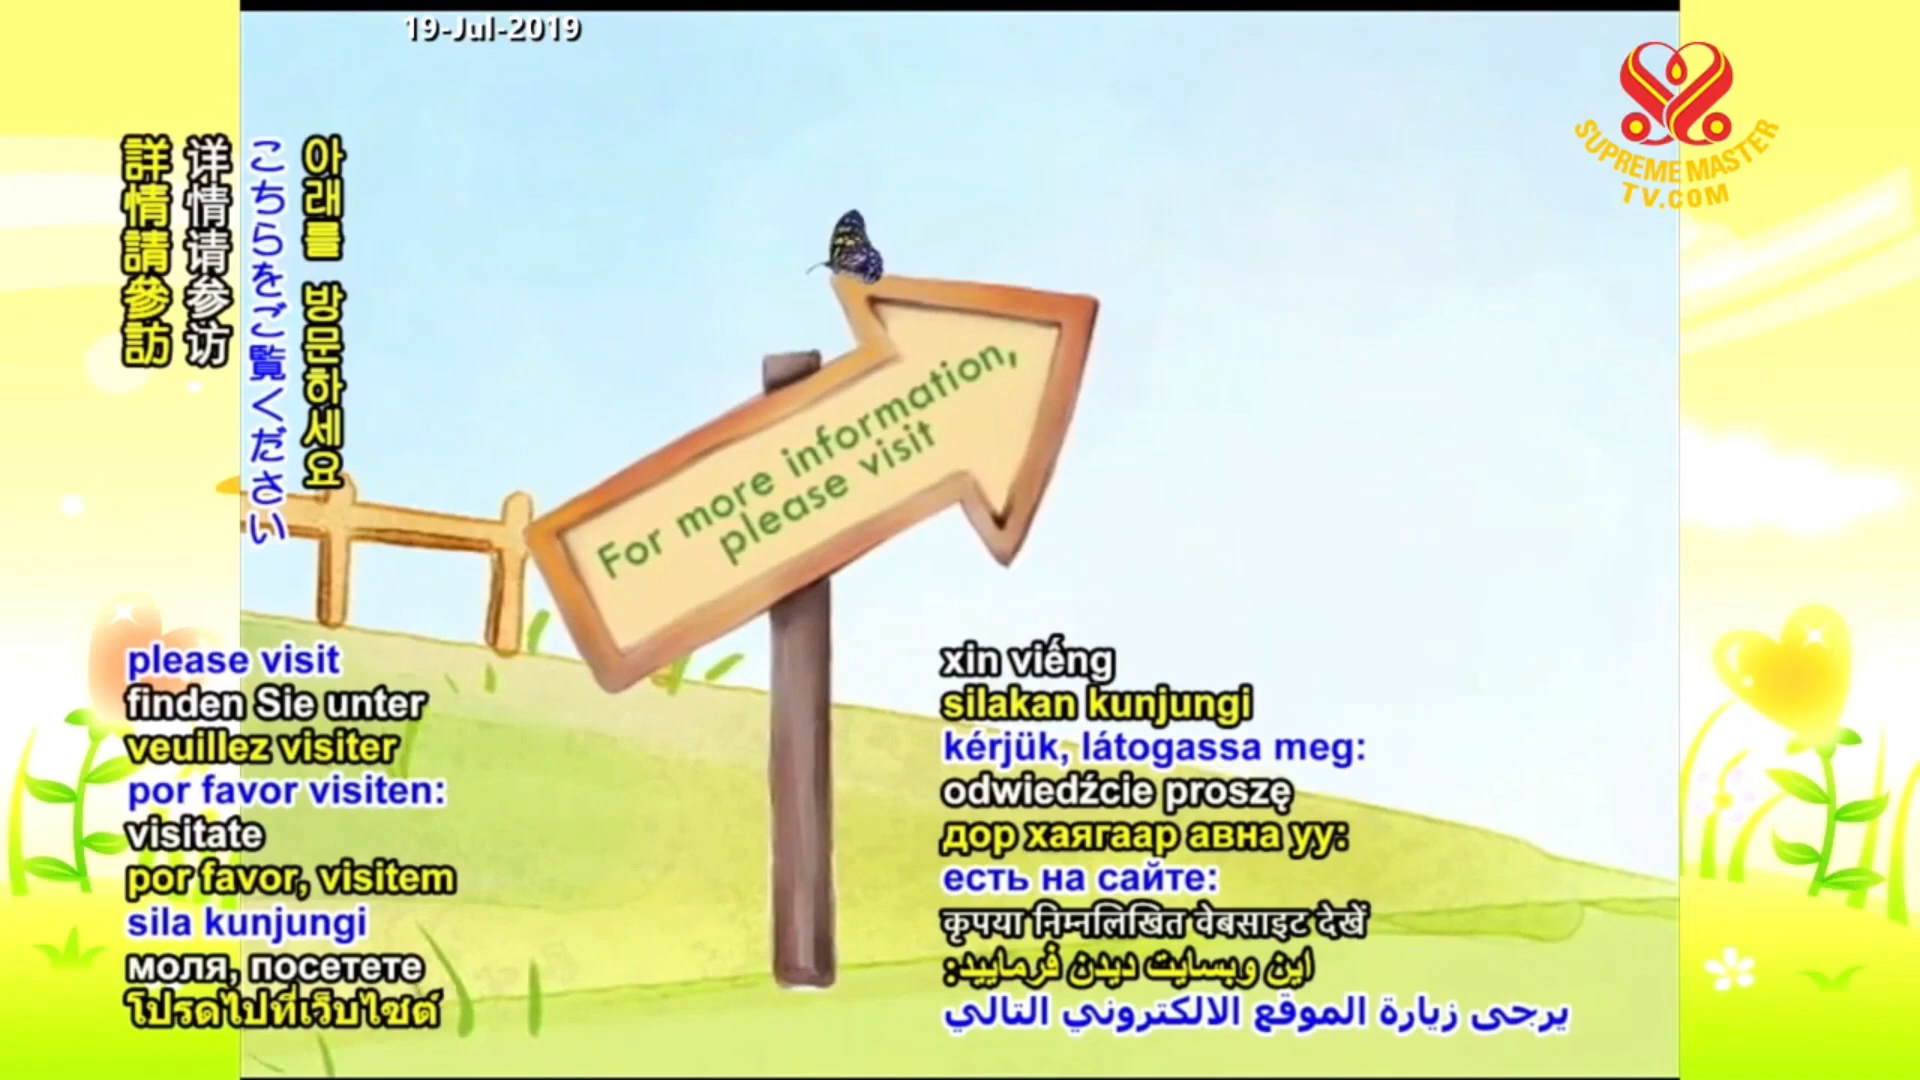 19-Jul-2019
SUPREME MASTER
TV.COM
詳情請參訪
详情请参访
こちらをご覧ください
아래를 방문하세요
For more information,
please visit
please visit
finden Sie unter
veuillez visiter
por favor visiten:
visitate
por favor, visitem
sila kunjungi
моля, посетете
โปรดไปที่เว็บไซต์
xin viếng
silakan kunjungi
kérjük, látogassa meg:
odwiedźcie proszę
дор хаягаар авна уу:
есть на сайте:
कृपया निम्नलिखित वेबसाइट देखें
این وبسایت دیدن فرمایید:
يرجى زيارة الموقع الالكتروني التالي